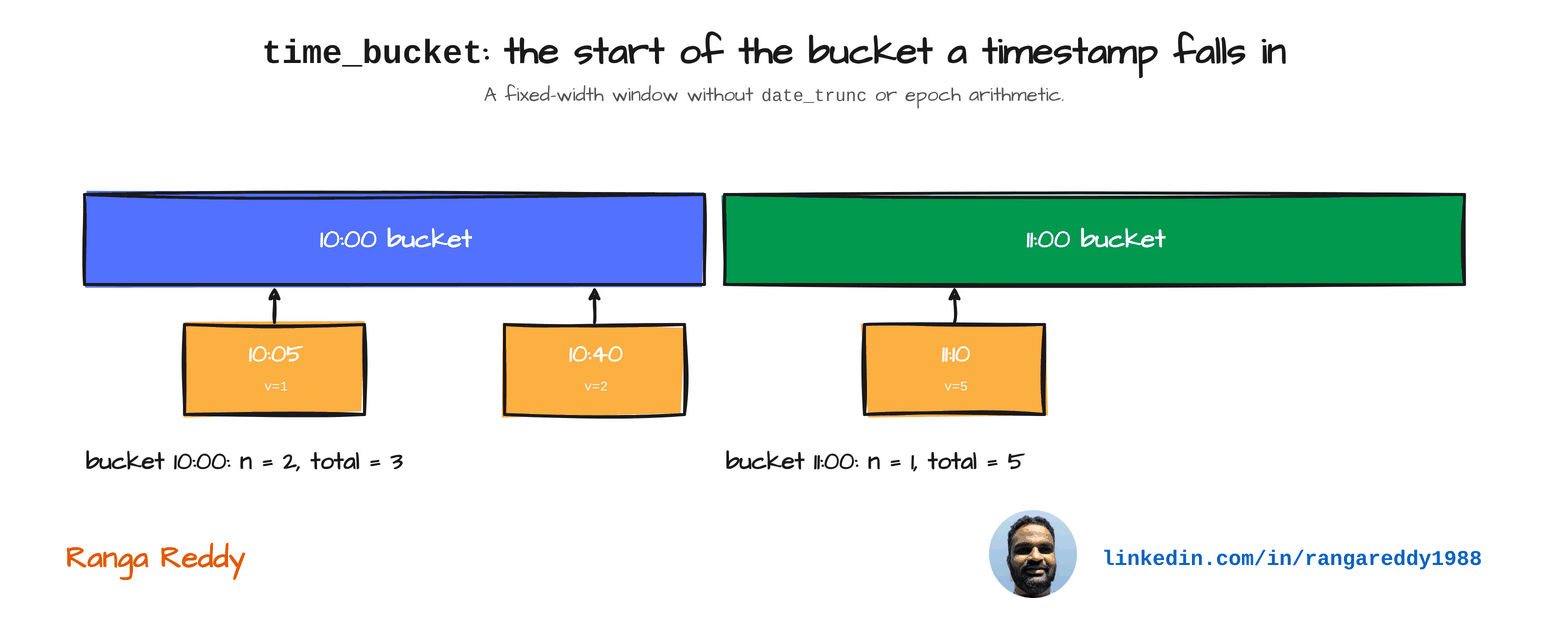 time_bucket: the start of the bucket a timestamp falls in
A fixed-width window without date_trunc or epoch arithmetic.
10:00 bucket
11:00 bucket
10:05
v=1
10:40
v=2
11:10
v=5
bucket 10:00: n = 2, total = 3
bucket 11:00: n = 1, total = 5
Ranga Reddy
linkedin.com/in/rangareddy1988